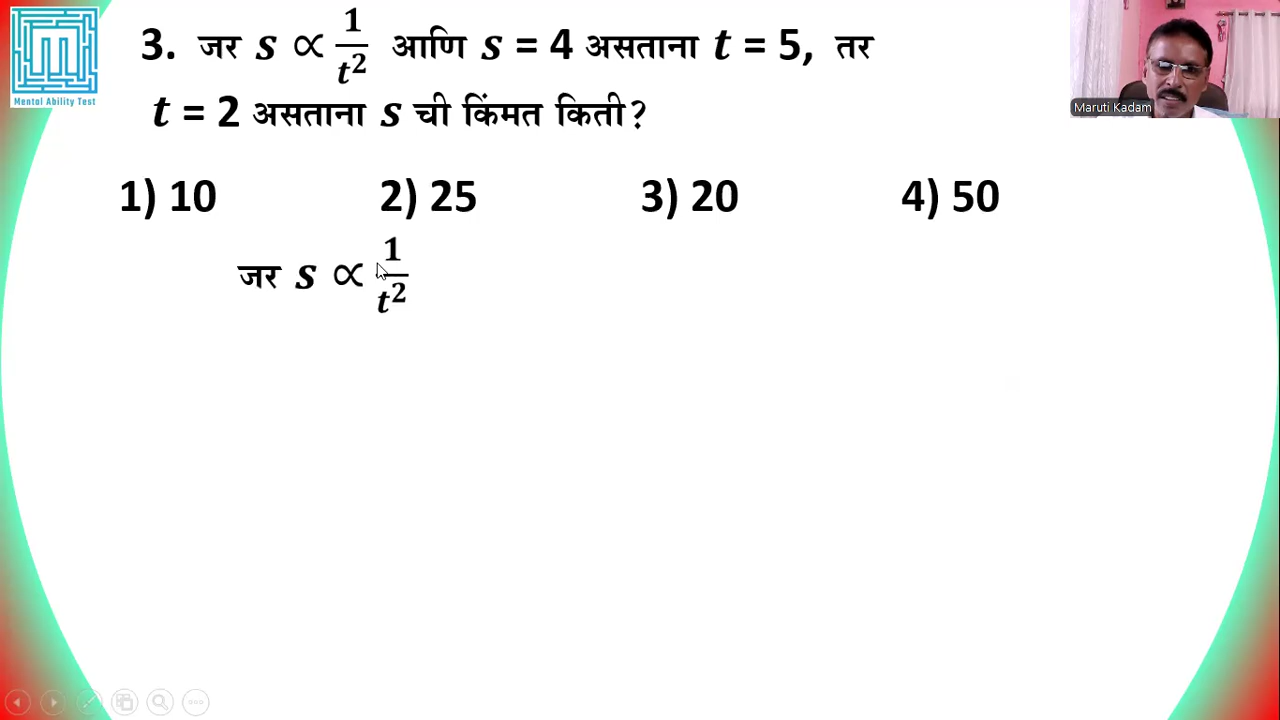 Mental Ability Test
3. जर s ∝ 1/t² आणि s = 4 असताना t = 5, तर
t = 2 असताना s ची किंमत किती?
1) 10 2) 25 3) 20 4) 50
जर s ∝ 1/t²
Maruti Kadam